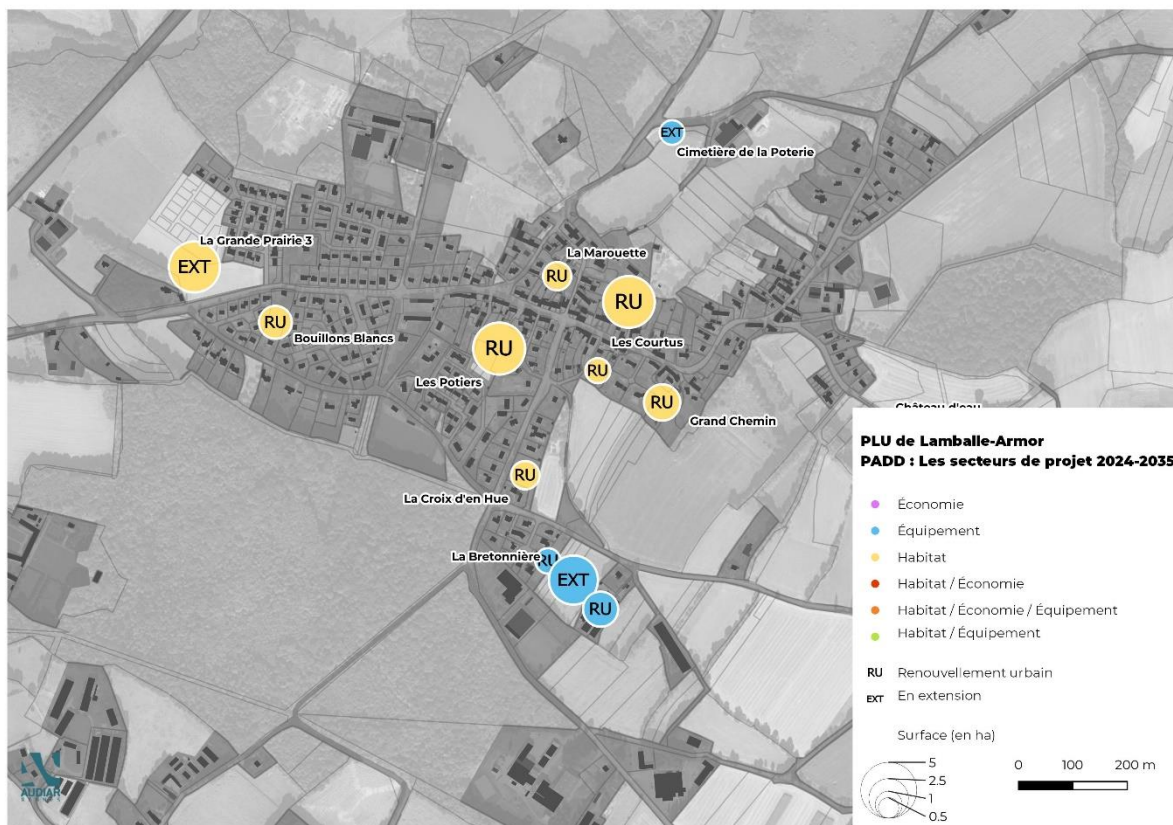 EXT
Cimetière de la Poterie
La Grande Prairie 3
EXT
La Marouette
RU
RU
RU
Bouillons Blancs
RU
Les Courtus
Les Potiers
RU
RU
Grand Chemin
RU
La Croix d'en Hue
La Bretonnière
RU
EXT
RU
Château d'eau
PLU de Lamballe-Armor
PADD : Les secteurs de projet 2024-2035
Économie
Équipement
Habitat
Habitat / Économie
Habitat / Économie / Équipement
Habitat / Équipement
RU Renouvellement urbain
EXT En extension
Surface (en ha)
5
2.5
1
0.5
0 100 200 m
AUDIAR